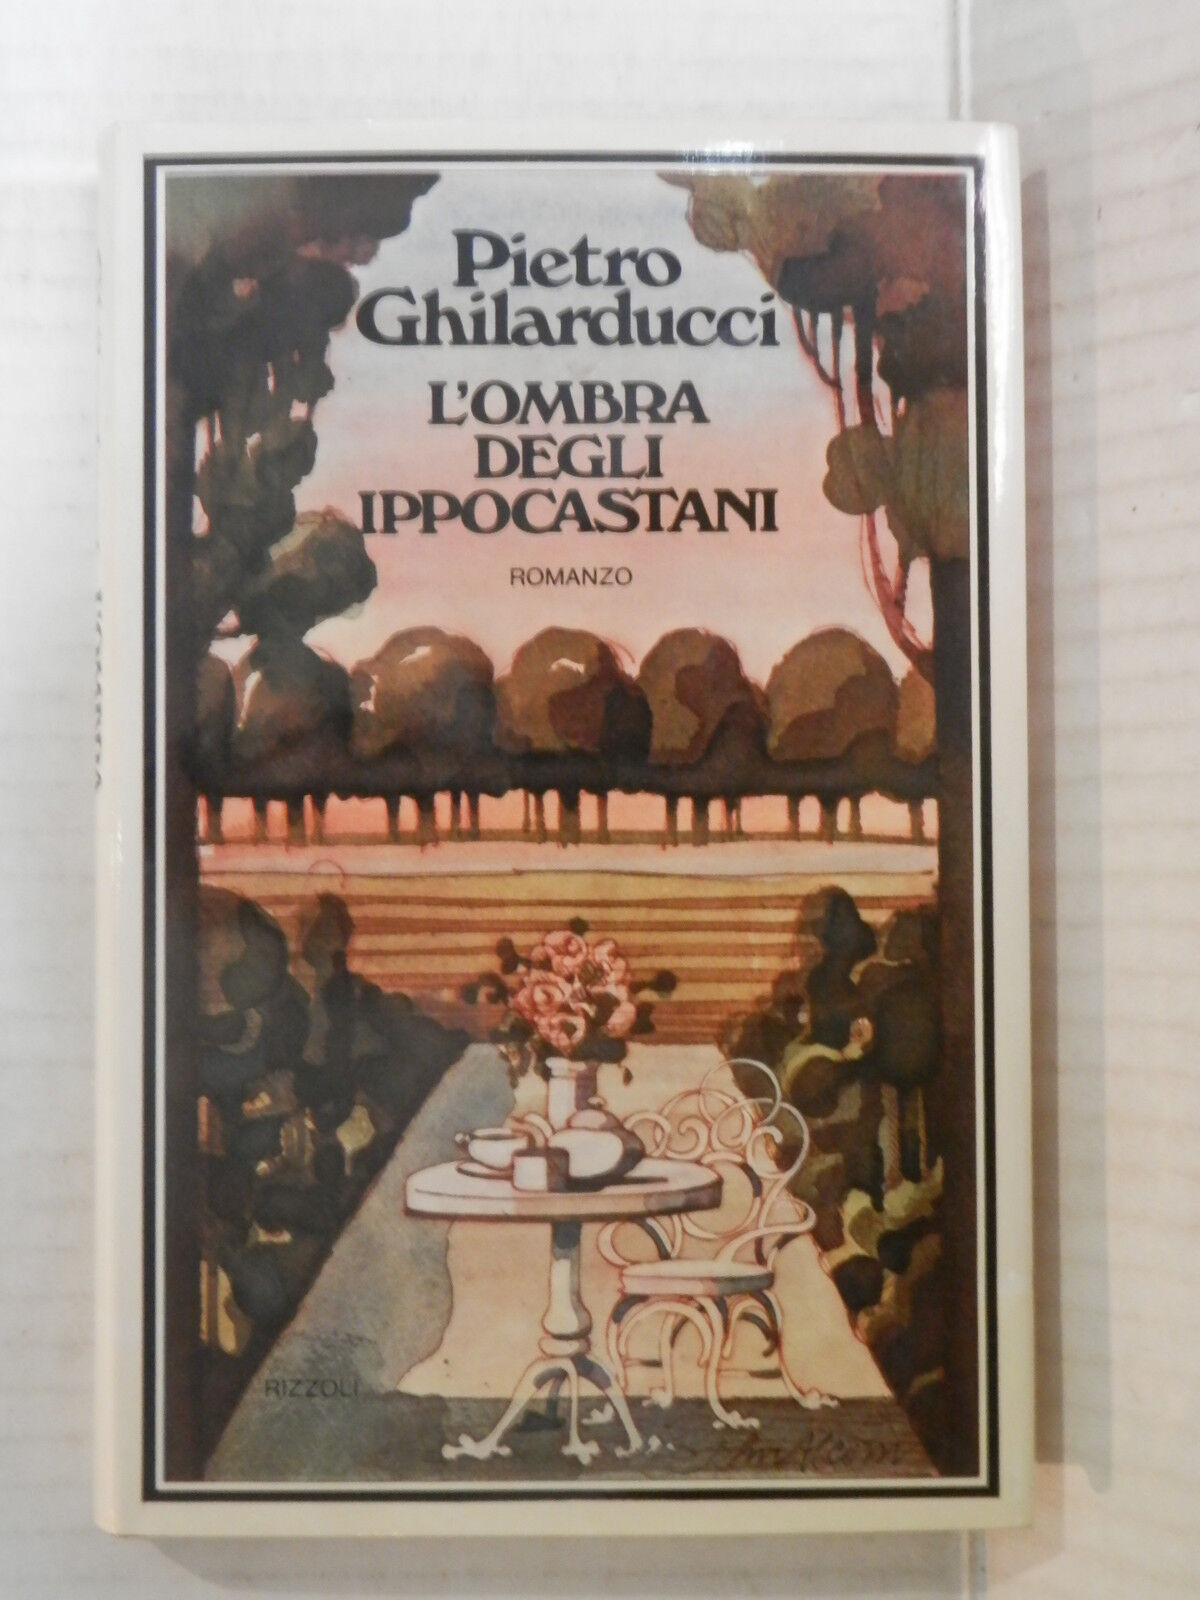 Pietro
Ghilarducci
L'OMBRA
DEGLI
IPPOCASTANI
ROMANZO
RIZZOLI